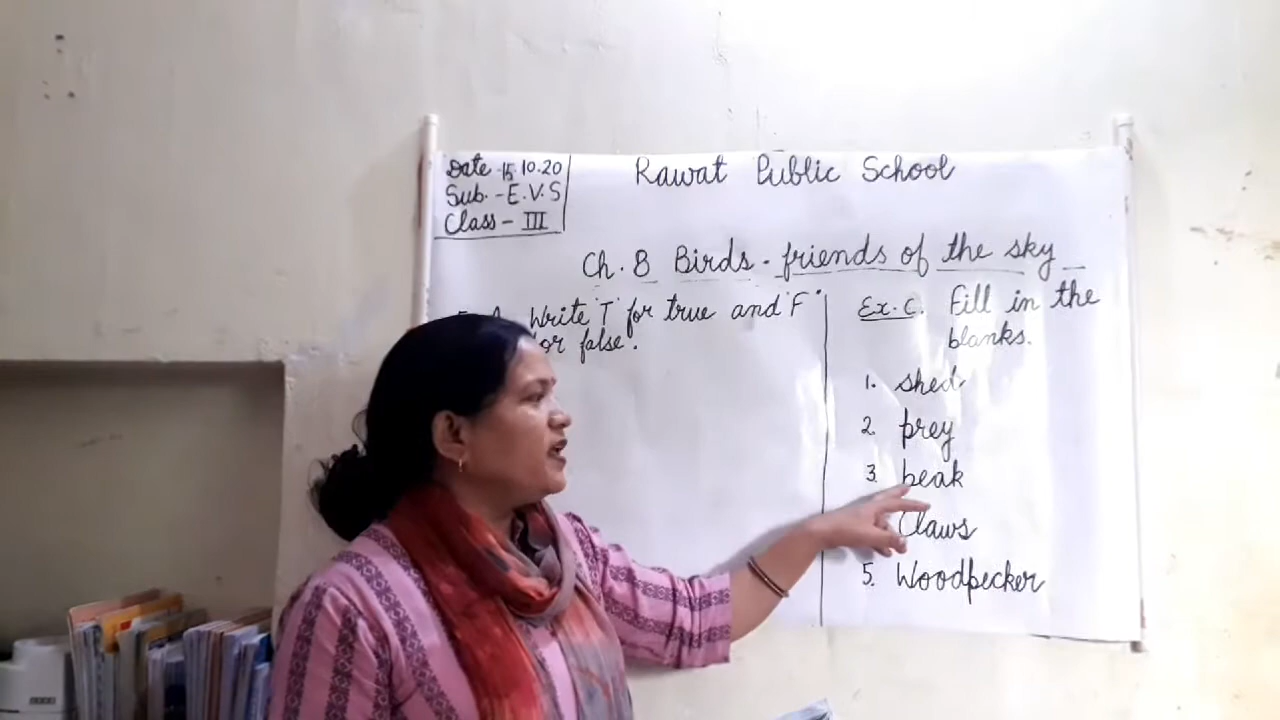 Date - 15.10.20
Sub. - E.V.S
Class - III
Rawat Public School
Ch. 8 Birds - friends of the sky
Write 'T' for true and 'F'
for false.
Ex. C. Fill in the
blanks.
1. shed
2. prey
3. beak
Claws
5. Woodpecker